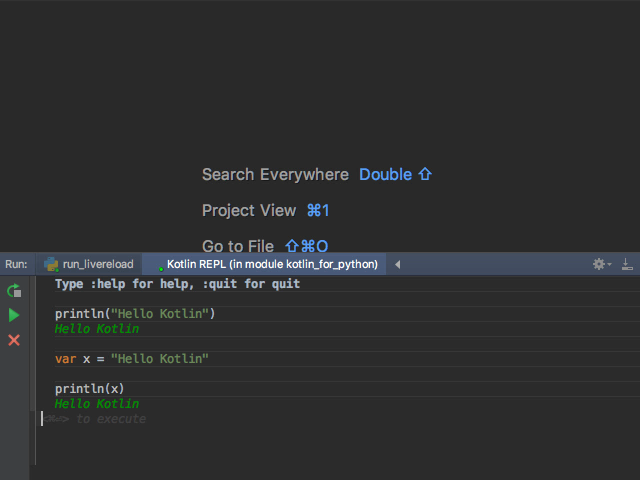 Search Everywhere Double ⇧
Project View ⌘1
Go to File ⇧⌘O
Run: run_livereload Kotlin REPL (in module kotlin_for_python)
Type :help for help, :quit for quit
println("Hello Kotlin")
Hello Kotlin
var x = "Hello Kotlin"
println(x)
Hello Kotlin
<⌘⏎> to execute